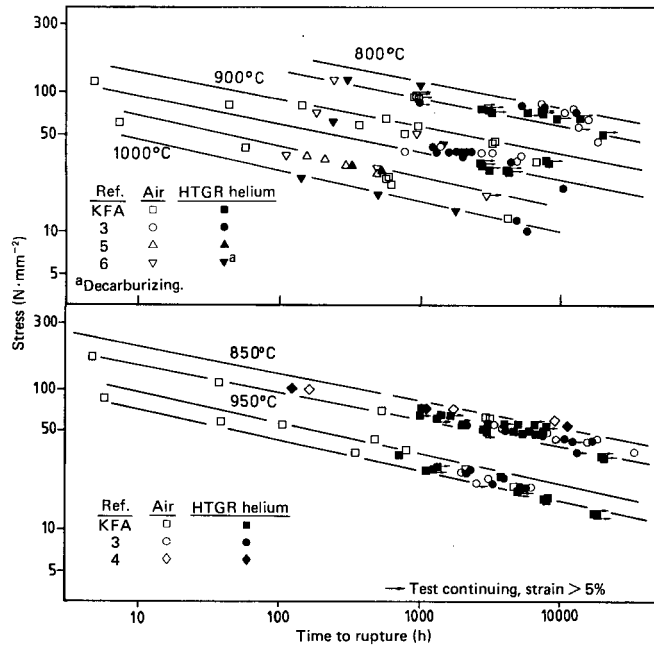 300
100
50
10
5
800°C
900°C
1000°C
Ref. Air HTGR helium
KFA □ ■
3 ○ ●
5 △ ▲
6 ▽ ▼a
aDecarburizing.
Stress (N·mm⁻²)
300
100
50
10
5
850°C
950°C
Ref. Air HTGR helium
KFA □ ■
3 ○ ●
4 ◇ ◆
→ Test continuing, strain > 5%
10 100 1000 10000
Time to rupture (h)